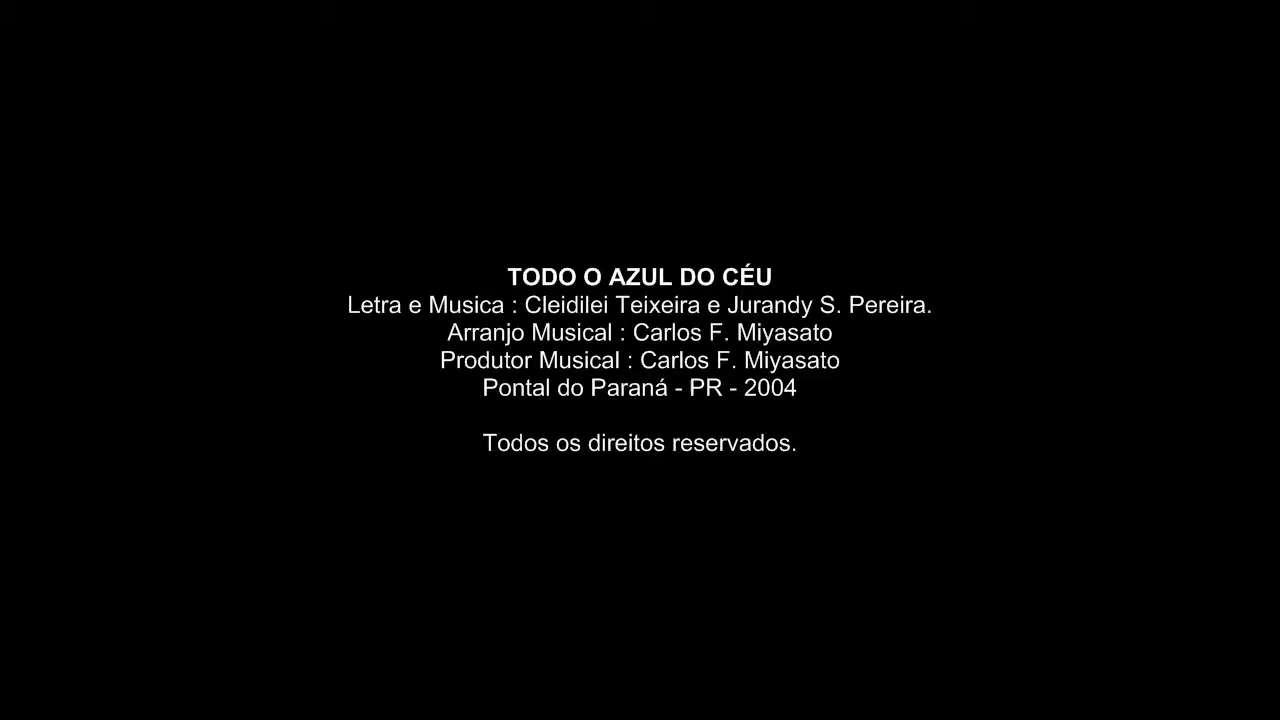 TODO O AZUL DO CÉU
Letra e Musica : Cleidilei Teixeira e Jurandy S. Pereira.
Arranjo Musical : Carlos F. Miyasato
Produtor Musical : Carlos F. Miyasato
Pontal do Paraná - PR - 2004
Todos os direitos reservados.